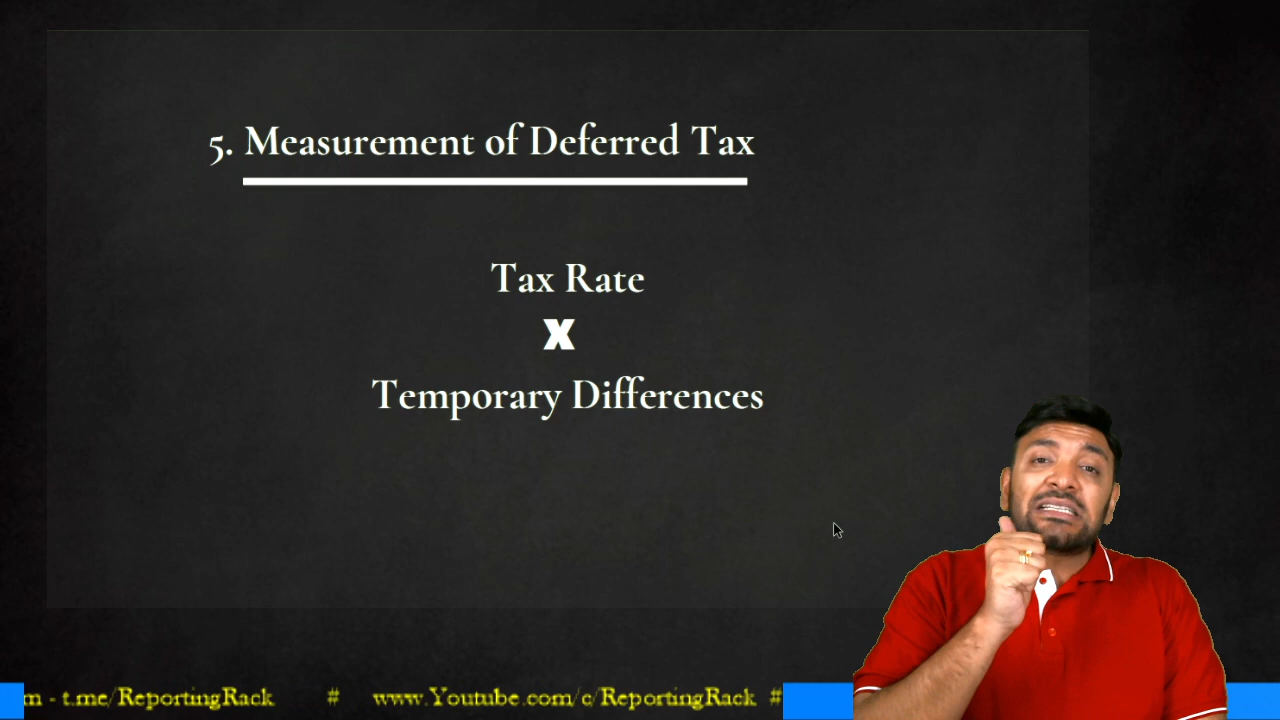 5. Measurement of Deferred Tax
Tax Rate
X
Temporary Differences
m - t.me/ReportingRack # www.Youtube.com/c/ReportingRack #